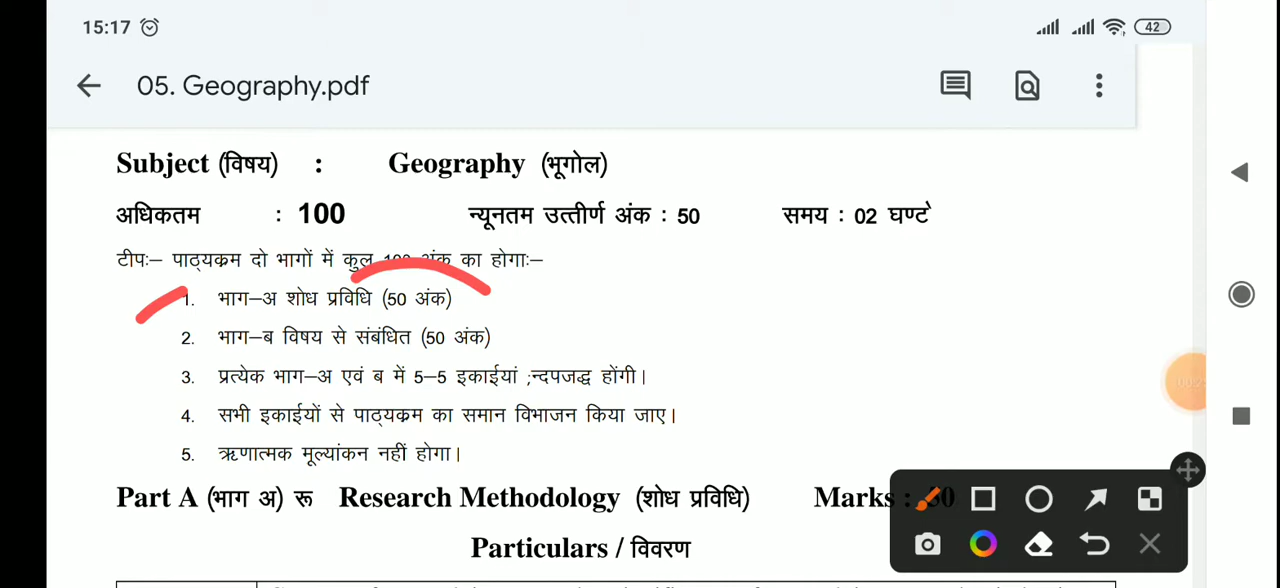 15:17 42
05. Geography.pdf
Subject (विषय) : Geography (भूगोल)
अधिकतम : 100 न्यूनतम उत्तीर्ण अंक : 50 समय : 02 घण्टे
टीपः– पाठ्यक्रम दो भागों में कुल 100 अंक का होगाः–
1. भाग–अ शोध प्रविधि (50 अंक)
2. भाग–ब विषय से संबंधित (50 अंक)
3. प्रत्येक भाग–अ एवं ब में 5–5 इकाईयां ;न्दपजद्ध होंगी।
4. सभी इकाईयों से पाठ्यक्रम का समान विभाजन किया जाए।
5. ऋणात्मक मूल्यांकन नहीं होगा।
Part A (भाग अ) रू Research Methodology (शोध प्रविधि) Marks : 50
Particulars / विवरण